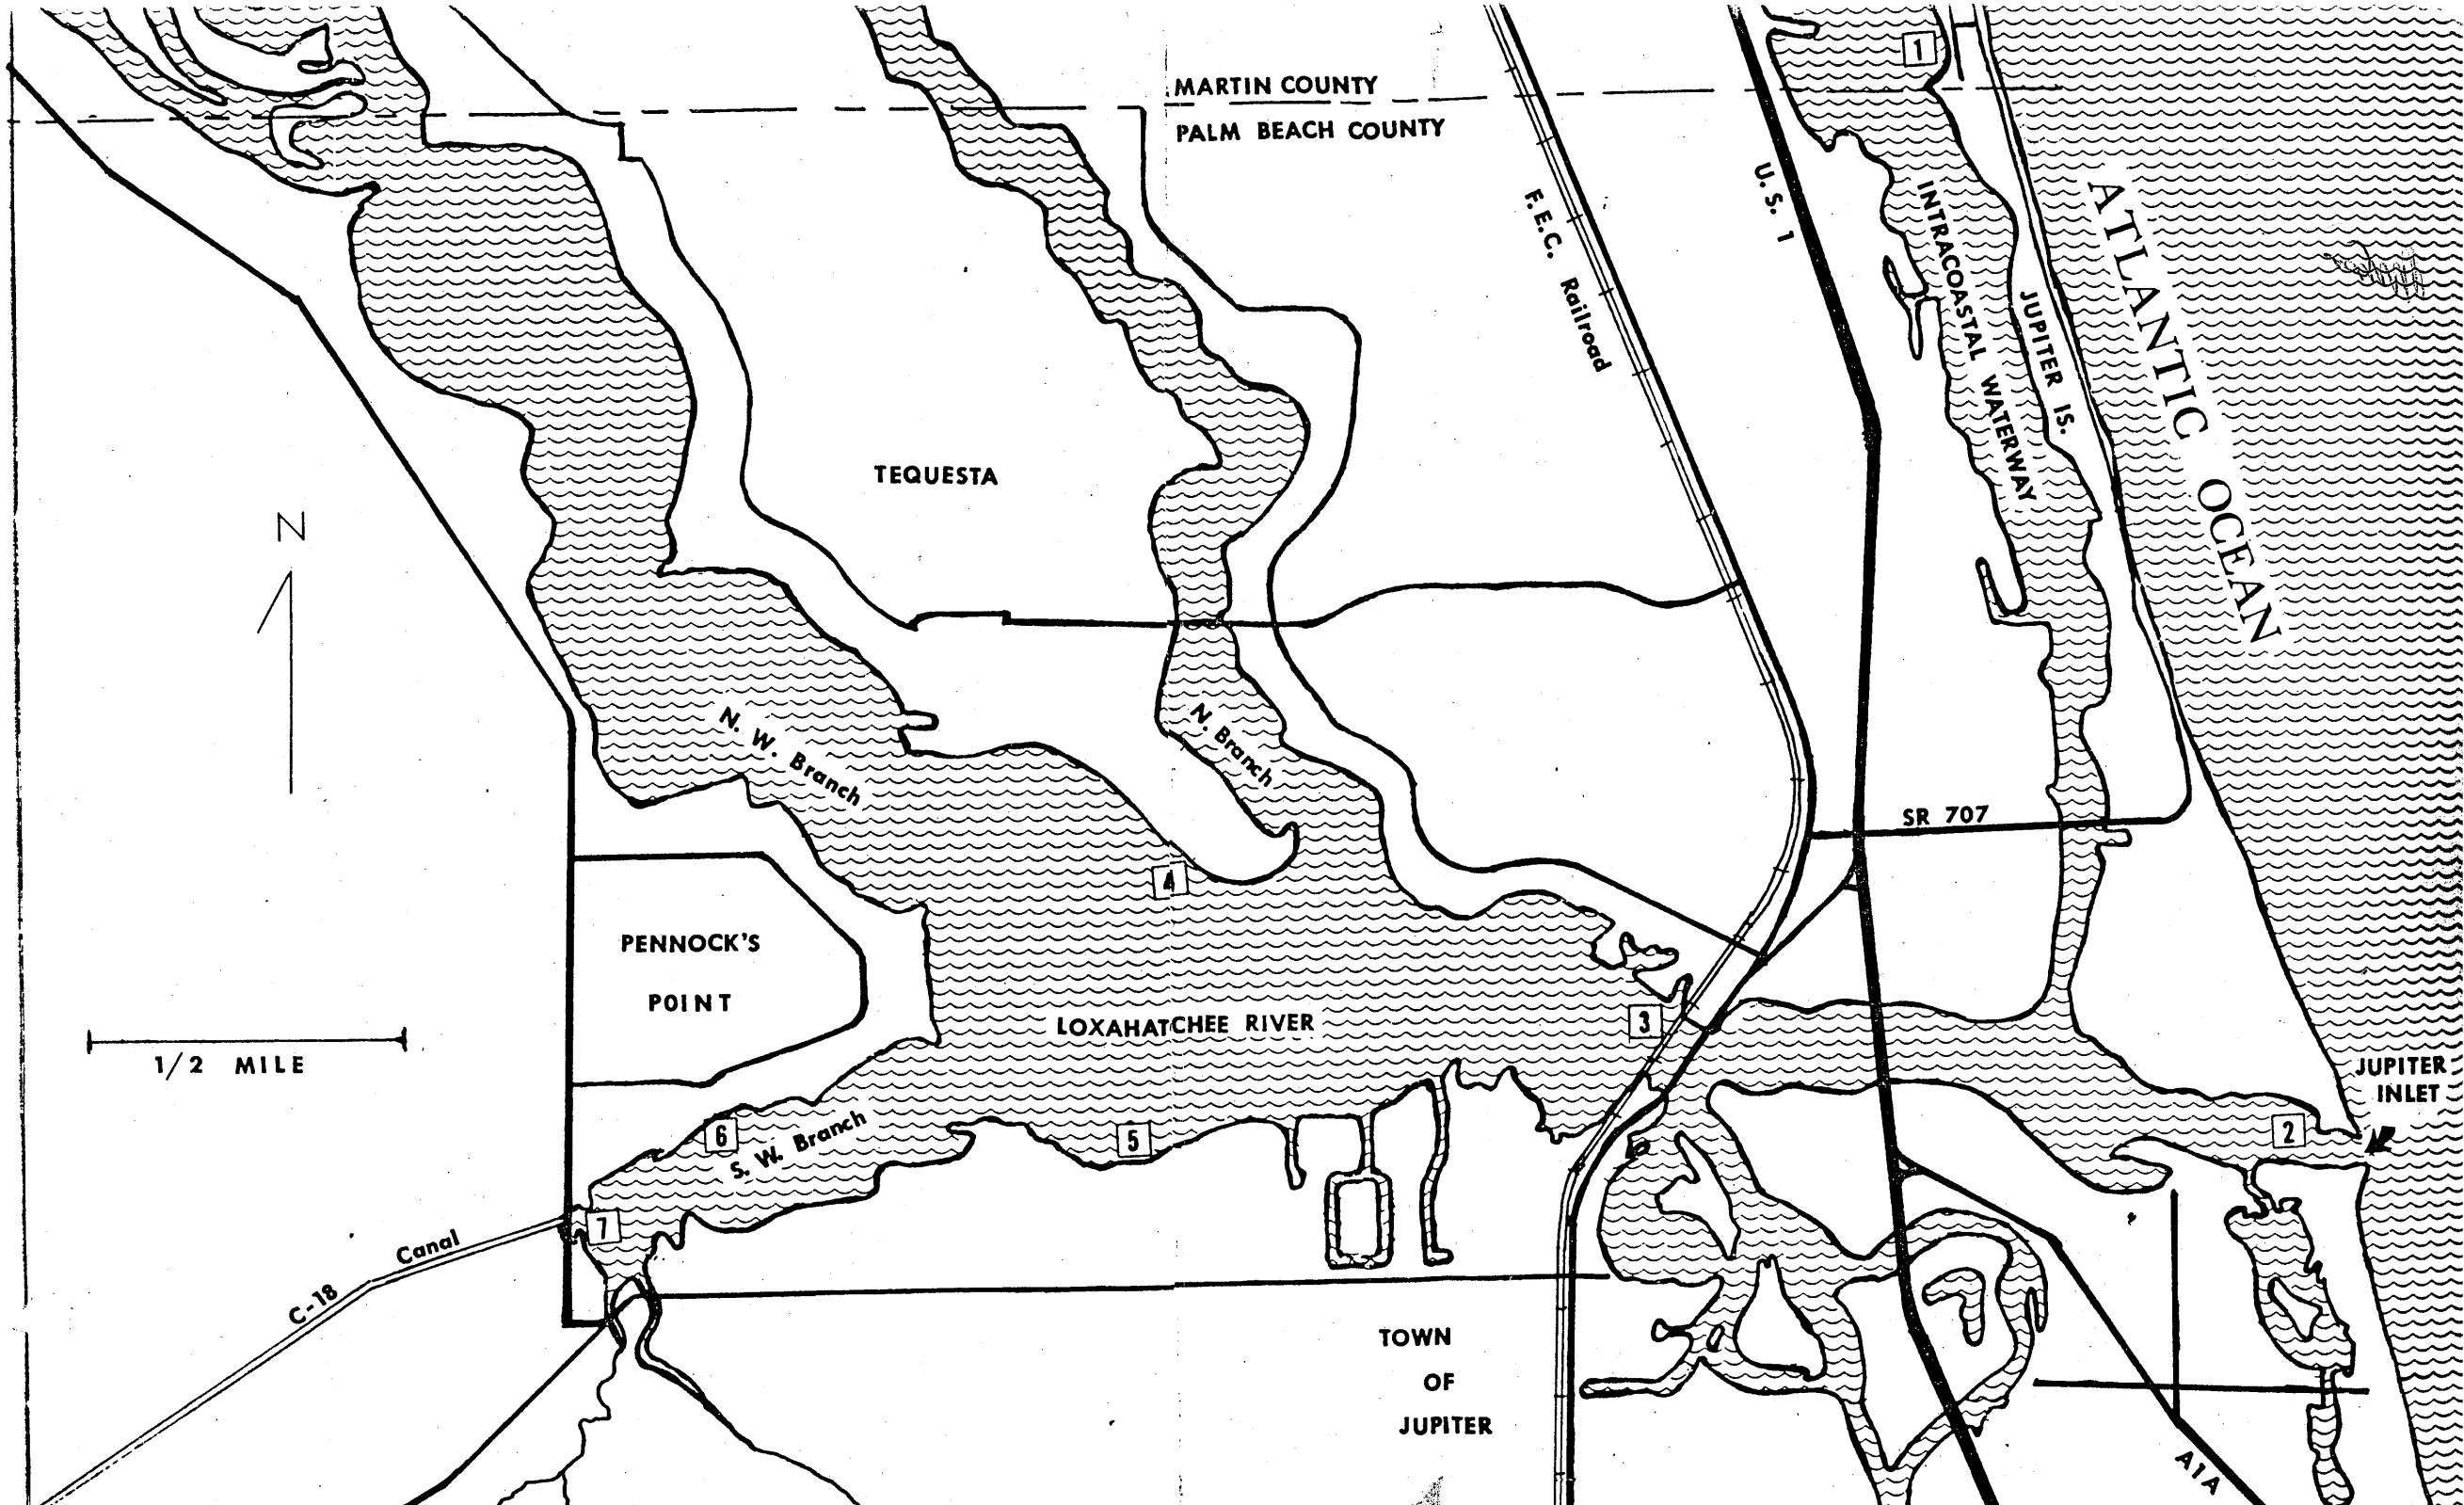 1
MARTIN COUNTY
PALM BEACH COUNTY
U.S. 1
F.E.C. Railroad
INTRACOASTAL WATERWAY
JUPITER IS.
ATLANTIC OCEAN
TEQUESTA
N
N. W. Branch
N. Branch
SR 707
4
PENNOCK'S
POINT
LOXAHATCHEE RIVER
3
1/2 MILE
JUPITER
INLET
6
S. W. Branch
5
2
7
C-18 Canal
TOWN
OF
JUPITER
A1A